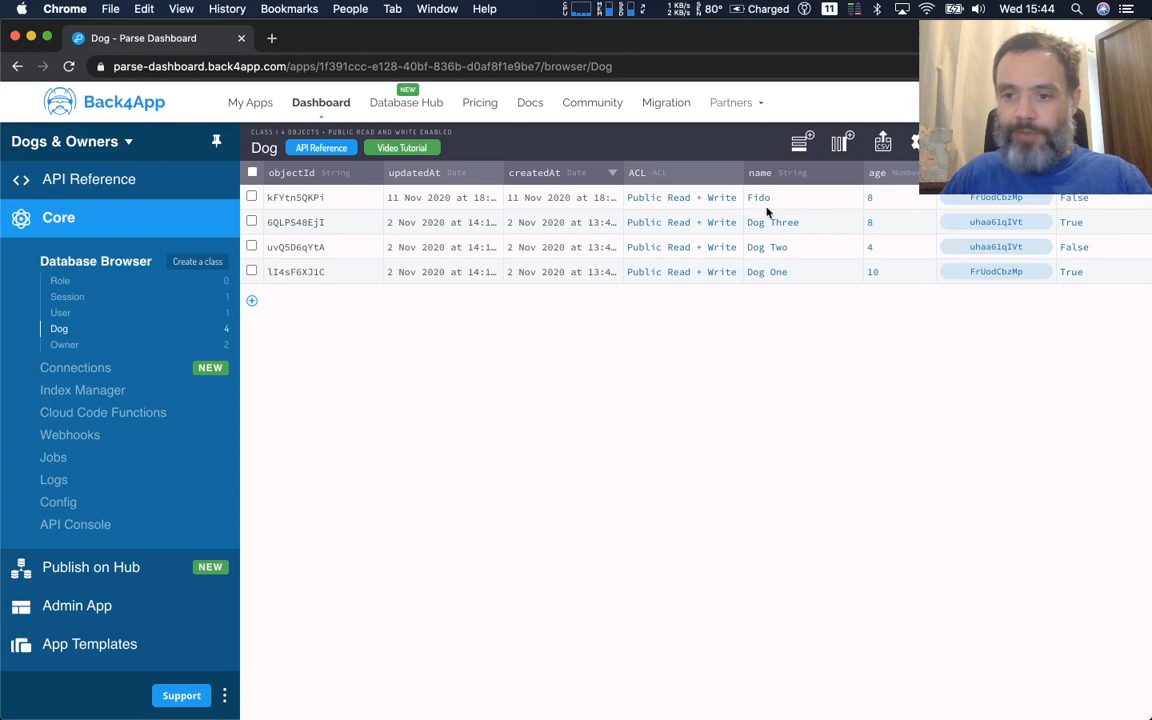 Chrome File Edit View History Bookmarks People Tab Window Help 1 KB/s 2 KB/s 80° Charged 11 Wed 15:44
Dog - Parse Dashboard
parse-dashboard.back4app.com/apps/1f391ccc-e128-40bf-836b-d0af8f1e9be7/browser/Dog
Back4App My Apps Dashboard NEW Database Hub Pricing Docs Community Migration Partners
Dogs & Owners
API Reference
Core
Database Browser Create a class
Role 0
Session 1
User 1
Dog 4
Owner 2
Connections NEW
Index Manager
Cloud Code Functions
Webhooks
Jobs
Logs
Config
API Console
Publish on Hub NEW
Admin App
App Templates
Support
CLASS | 4 OBJECTS • PUBLIC READ AND WRITE ENABLED
Dog API Reference Video Tutorial CSV
objectId String updatedAt Date createdAt Date ACL ACL name String age Number
kFYtn5QKPi 11 Nov 2020 at 18:… 11 Nov 2020 at 18:… Public Read + Write Fido 8 FrUodCbzMp False
6QLPS48EjI 2 Nov 2020 at 14:1… 2 Nov 2020 at 13:4… Public Read + Write Dog Three 8 uhaa61qIVt True
uvQ5D6qYtA 2 Nov 2020 at 14:1… 2 Nov 2020 at 13:4… Public Read + Write Dog Two 4 uhaa61qIVt False
lI4sF6XJ1C 2 Nov 2020 at 14:1… 2 Nov 2020 at 13:4… Public Read + Write Dog One 10 FrUodCbzMp True